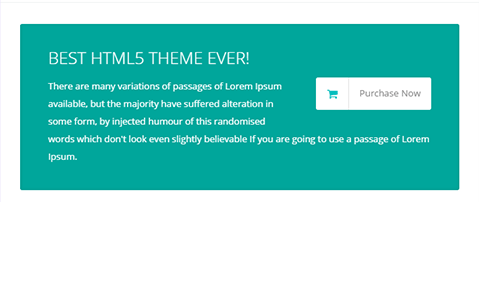 BEST HTML5 THEME EVER!
There are many variations of passages of Lorem Ipsum
available, but the majority have suffered alteration in
some form, by injected humour of this randomised
words which don't look even slightly believable If you are going to use a passage of Lorem
Ipsum.
Purchase Now